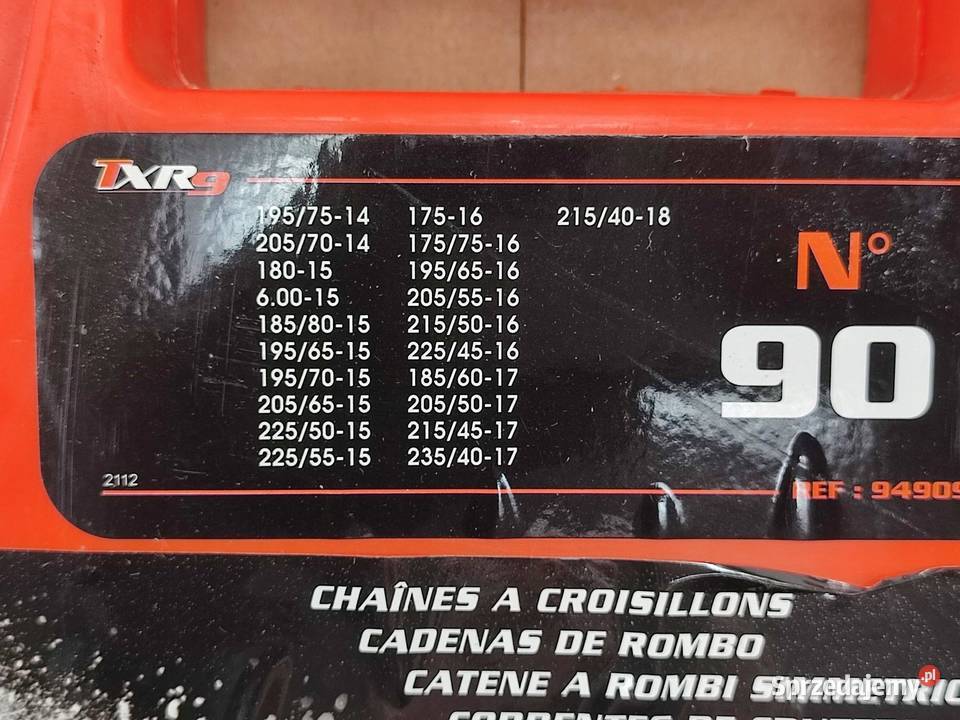 TXR9
195/75-14 175-16 215/40-18
205/70-14 175/75-16
180-15 195/65-16
6.00-15 205/55-16
185/80-15 215/50-16
195/65-15 225/45-16
195/70-15 185/60-17
205/65-15 205/50-17
225/50-15 215/45-17
225/55-15 235/40-17
N°
90
2112
REF : 94909
CHAÎNES A CROISILLONS
CADENAS DE ROMBO
CATENE A ROMBI
Sprzedajemy.pl